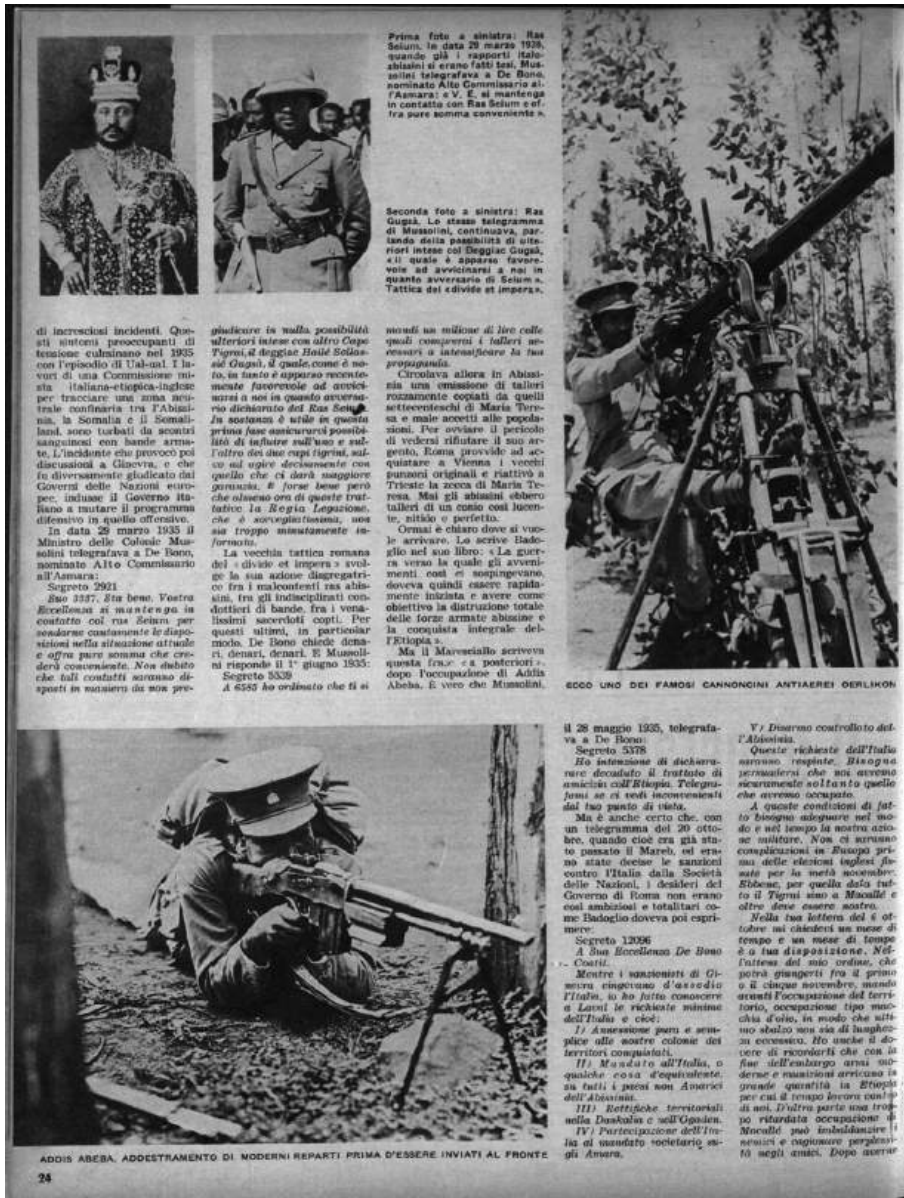 Prima foto a sinistra: Ras
Seium. In data 29 marzo 1935,
quando già i rapporti italo-
abissini si erano fatti tesi, Mus-
solini telegrafava a De Bono,
nominato Alto Commissario al-
l'Asmara: « V. E. si mantenga
in contatto con Ras Seium e of-
fra pure somma conveniente ».
Seconda foto a sinistra: Ras
Gugsà. Lo stesso telegramma
di Mussolini, continuava, par-
lando della possibilità di ulte-
riori intese col Deggiac Gugsà,
« il quale è apparso favore-
vole ad avvicinarsi a noi in
quanto avversario di Seium ».
Tattica del « divide et impera ».
di incresciosi incidenti. Que-
sti sintomi preoccupanti di
tensione culminano nel 1935
con l'episodio di Ual-ual. I la-
vori di una Commissione mi-
sta italiana-etiopica-inglese
per tracciare una zona neu-
trale confinaria tra l'Abissi-
nia, la Somalia e il Somali-
land, sono turbati da scontri
sanguinosi con bande arma-
te. L'incidente che provocò poi
discussioni a Ginevra, e che
fu diversamente giudicato dai
Governi delle Nazioni euro-
pee, indusse il Governo ita-
liano a mutare il programma
difensivo in quello offensivo.
In data 29 marzo 1935 il
Ministro delle Colonie Mus-
solini telegrafava a De Bono,
nominato Alto Commissario
all'Asmara:
Segreto 2921
Suo 3337. Sta bene. Vostra
Eccellenza si mantenga in
contatto col ras Seium per
sondarne cautamente le dispo-
sizioni nella situazione attuale
e offra pure somma che cre-
derà conveniente. Non dubito
che tali contatti saranno di-
sposti in maniera da non pre-
giudicare in nulla possibilità
ulteriori intese con altro Capo
Tigrai, il deggiac Hailé Sellas-
sié Gugsà, il quale, come è no-
to, in tanto è apparso recente-
mente favorevole ad avvici-
narsi a noi in quanto avversa-
rio dichiarato del Ras Seium.
In sostanza è utile in questa
prima fase assicurarci possibi-
lità di influire sull'uno e sul-
l'altro dei due capi tigrini, sal-
vo ad agire decisamente con
quello che ci darà maggiore
garanzia. E forse bene però
che almeno ora di queste trat-
tative la Regia Legazione,
che è sorvegliatissima, non
sia troppo minutamente in-
formata.
La vecchia tattica romana
del « divide et impera » svol-
ge la sua azione disgregatri-
ce fra i malcontenti ras abis-
sini, fra gli indisciplinati con-
dottieri di bande, fra i vena-
lissimi sacerdoti copti. Per
questi ultimi, in particolar
modo, De Bono chiede dena-
ri, denari, denari. E Mussoli-
ni risponde il 1° giugno 1935:
Segreto 5539
A 6585 ho ordinato che ti si
mandi un milione di lire colle
quali comprerai i talleri ne-
cessari a intensificare la tua
propaganda.
Circolava allora in Abissi-
nia una emissione di talleri
rozzamente copiati da quelli
settecenteschi di Maria Tere-
sa e male accetti alle popola-
zioni. Per ovviare il pericolo
di vedersi rifiutare il suo ar-
gento, Roma provvide ad ac-
quistare a Vienna i vecchi
punzoni originali e riattivò a
Trieste la zecca di Maria Te-
resa. Mai gli abissini ebbero
talleri di un conio così lucen-
te, nitido e perfetto.
Ormai è chiaro dove si vuo-
le arrivare. Lo scrive Bado-
glio nel suo libro: « La guer-
ra verso la quale gli avveni-
menti così ci sospingevano,
doveva quindi essere rapida-
mente iniziata e avere come
obiettivo la distruzione totale
delle forze armate abissine e
la conquista integrale del-
l'Etiopia ».
Ma il Maresciallo scriveva
questa frase « a posteriori »,
dopo l'occupazione di Addis
Abeba. È vero che Mussolini,
ECCO UNO DEI FAMOSI CANNONCINI ANTIAEREI OERLIKON
il 28 maggio 1935, telegrafa-
va a De Bono:
Segreto 5378
Ho intenzione di dichia-
rare decaduto il trattato di
amicizia coll'Etiopia. Telegra-
fami se ci vedi inconvenienti
dal tuo punto di vista.
Ma è anche certo che, con
un telegramma del 20 otto-
bre, quando cioè era già sta-
to passato il Mareb, ed era-
no state decise le sanzioni
contro l'Italia dalla Società
delle Nazioni, i desideri del
Governo di Roma non erano
così ambiziosi e totalitari co-
me Badoglio doveva poi espri-
mere:
Segreto 12096
A Sua Eccellenza De Bono
- Coatit.
Mentre i sanzionisti di Gi-
nevra cingevano d'assedio
l'Italia, io ho fatto conoscere
a Laval le richieste minime
dell'Italia e cioè:
I) Annessione pura e sem-
plice alle nostre colonie dei
territori conquistati.
II) Mandato all'Italia, o
qualche cosa d'equivalente,
su tutti i paesi non Amarici
dell'Abissinia.
III) Rettifiche territoriali
nella Dankalia e nell'Ogaden.
IV) Partecipazione dell'Ita-
lia al mandato societario su-
gli Amara.
V) Disarmo controllato del-
l'Abissinia.
Queste richieste dell'Italia
saranno respinte. Bisogna
persuadersi che noi avremo
sicuramente soltanto quello
che avremo occupato.
A queste condizioni di fat-
to bisogna adeguare nel mo-
do e nel tempo la nostra azio-
ne militare. Non ci saranno
complicazioni in Europa pri-
ma delle elezioni inglesi fis-
sate per la metà novembre.
Ebbene, per quella data tut-
to il Tigrai sino a Macallé e
oltre deve essere nostro.
Nella tua lettera del 6 ot-
tobre mi chiedevi un mese di
tempo e un mese di tempo
è a tua disposizione. Nel-
l'attesa del mio ordine, che
potrà giungerti fra il primo
o il cinque novembre, manda
avanti l'occupazione del terri-
torio, occupazione tipo mac-
chia d'olio, in modo che ulti-
mo sbalzo non sia di lunghez-
za eccessiva. Ho anche il do-
vere di ricordarti che con la
fine dell'embargo armi mo-
derne e munizioni arrivano in
grande quantità in Etiopia
per cui il tempo lavora contro
di noi. D'altra parte una trop-
po ritardata occupazione di
Macallé può imbaldanzire i
nemici e cagionare perplessi-
tà negli amici. Dopo averne
ADDIS ABEBA, ADDESTRAMENTO DI MODERNI REPARTI PRIMA D'ESSERE INVIATI AL FRONTE
24